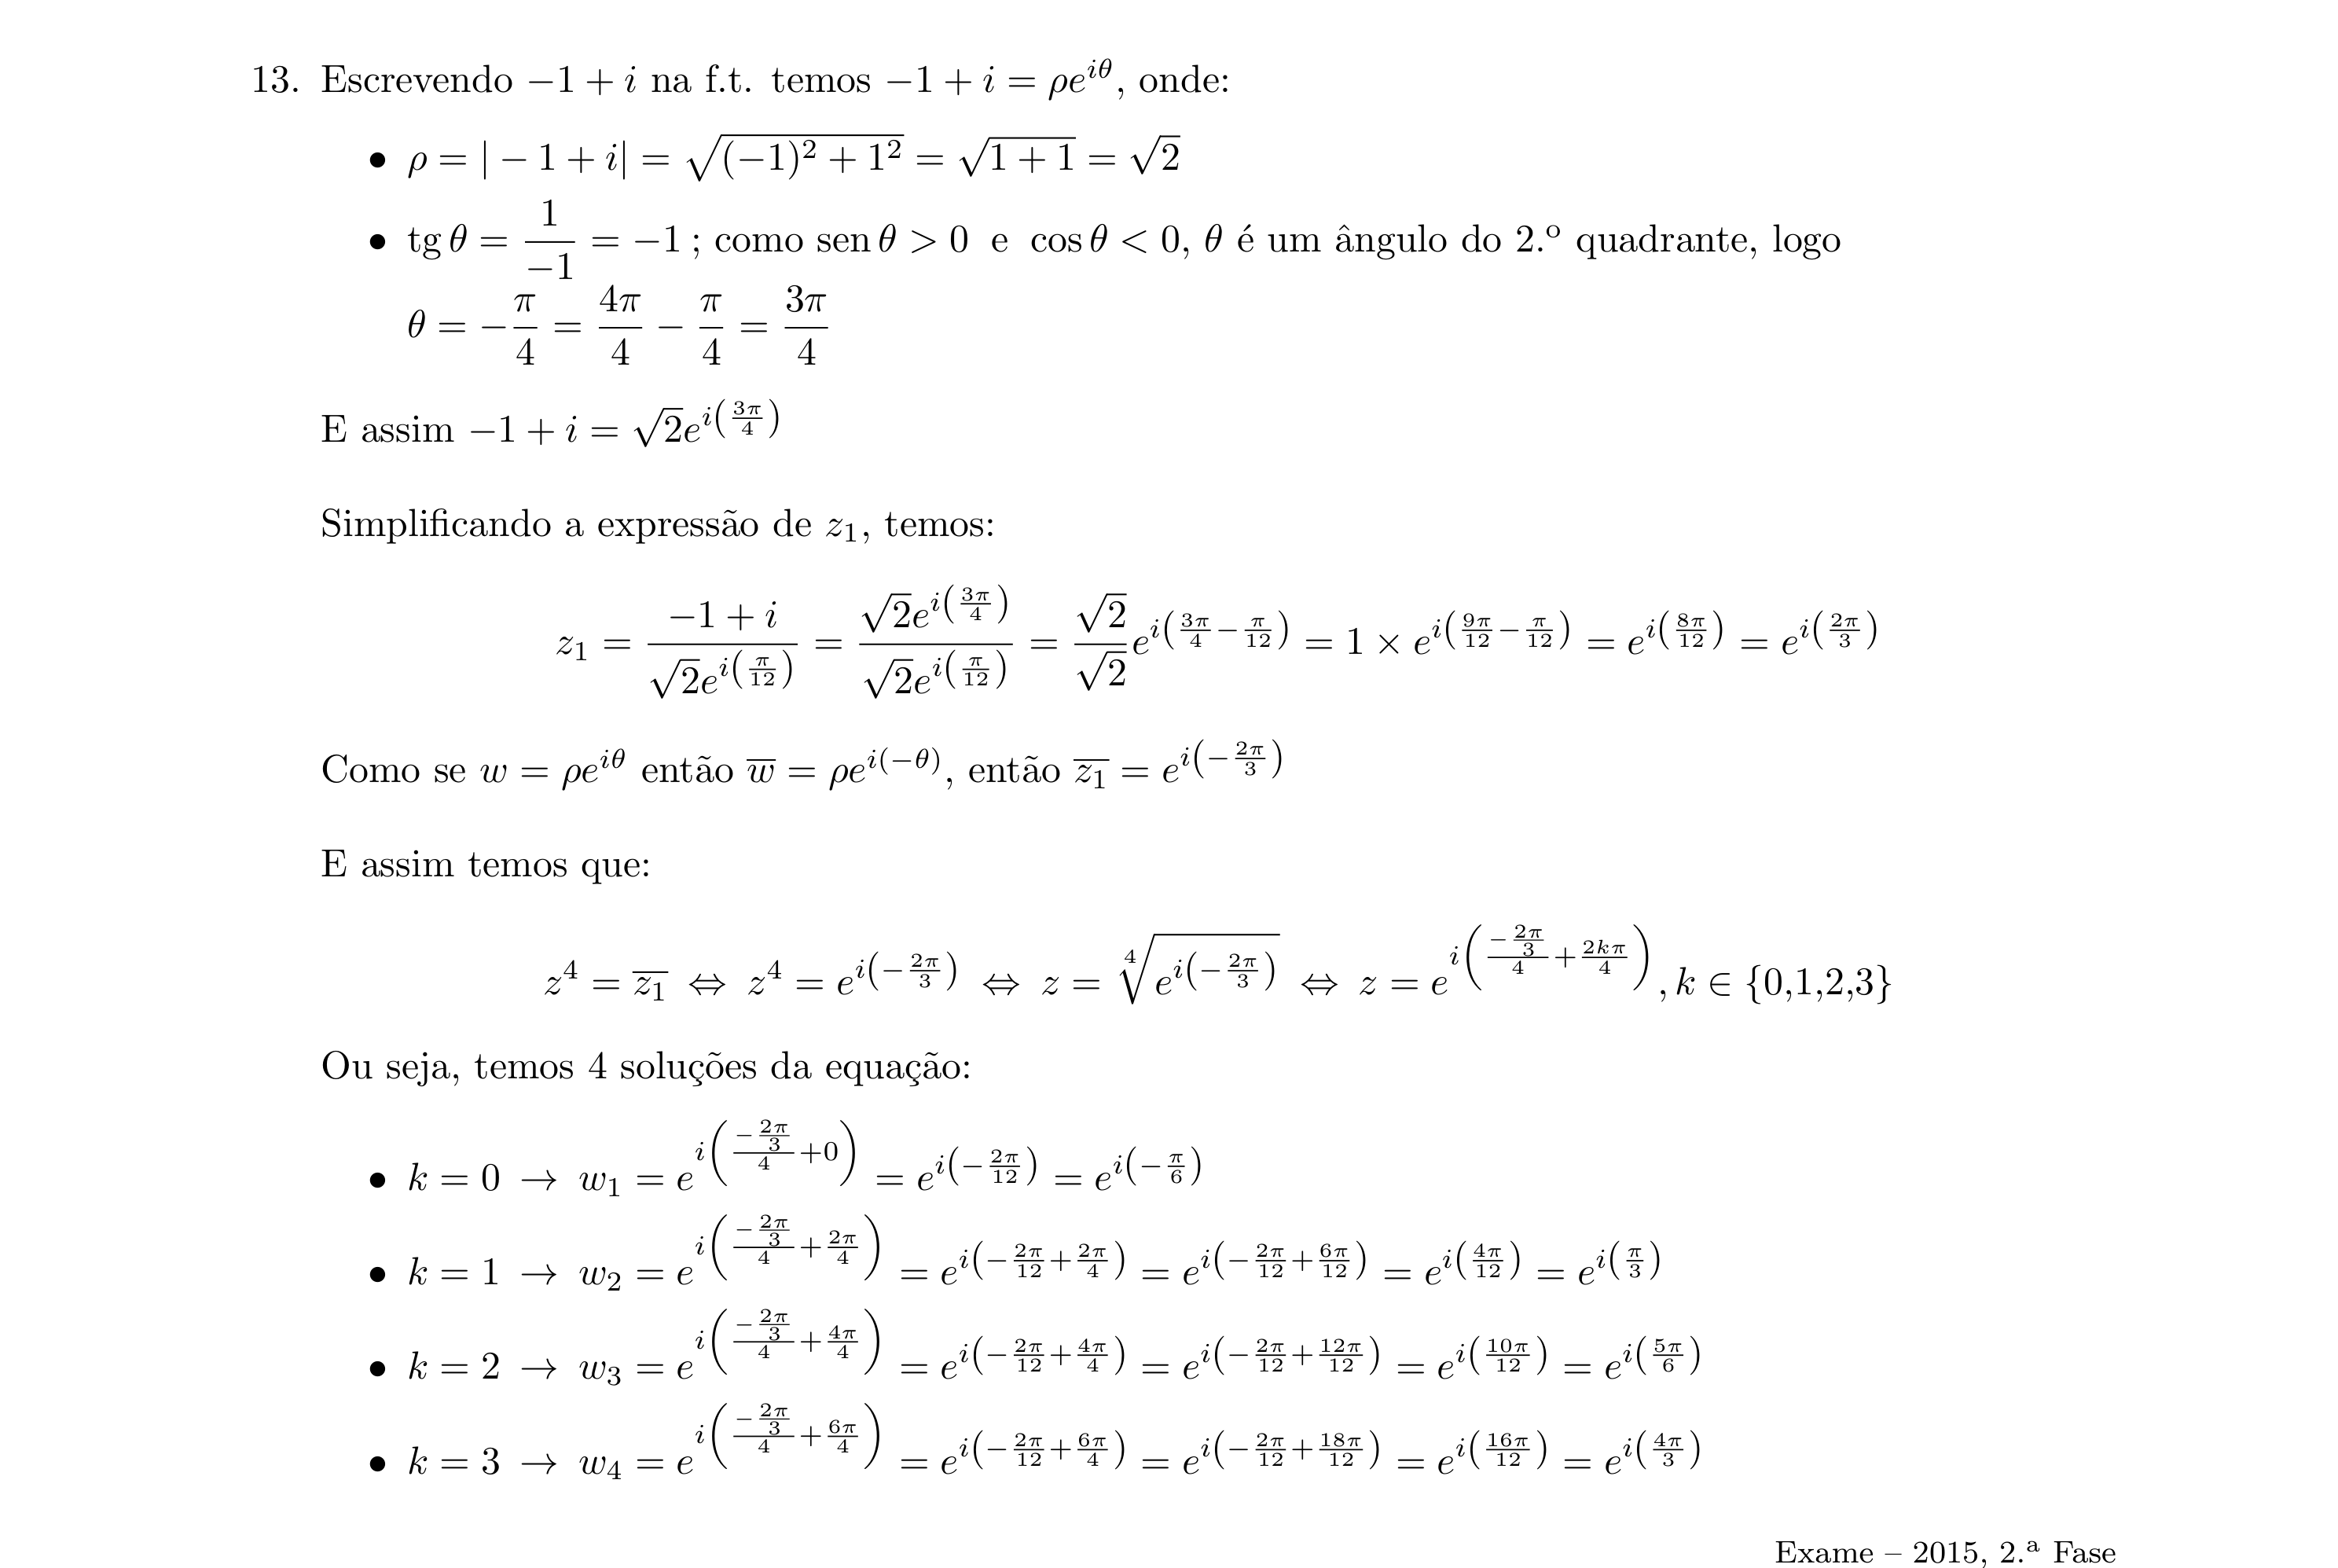 13. Escrevendo $-1+i$ na f.t. temos $-1+i=\rho e^{i\theta}$, onde:
• $\rho=|-1+i|=\sqrt{(-1)^2+1^2}=\sqrt{1+1}=\sqrt{2}$
• $\operatorname{tg}\theta=\dfrac{1}{-1}=-1$ ; como $\operatorname{sen}\theta>0$ e $\cos\theta<0$, $\theta$ é um ângulo do 2.º quadrante, logo
$\theta=-\dfrac{\pi}{4}=\dfrac{4\pi}{4}-\dfrac{\pi}{4}=\dfrac{3\pi}{4}$
E assim $-1+i=\sqrt{2}e^{i\left(\frac{3\pi}{4}\right)}$
Simplificando a expressão de $z_1$, temos:
$z_1=\dfrac{-1+i}{\sqrt{2}e^{i\left(\frac{\pi}{12}\right)}}=\dfrac{\sqrt{2}e^{i\left(\frac{3\pi}{4}\right)}}{\sqrt{2}e^{i\left(\frac{\pi}{12}\right)}}=\dfrac{\sqrt{2}}{\sqrt{2}}e^{i\left(\frac{3\pi}{4}-\frac{\pi}{12}\right)}=1\times e^{i\left(\frac{9\pi}{12}-\frac{\pi}{12}\right)}=e^{i\left(\frac{8\pi}{12}\right)}=e^{i\left(\frac{2\pi}{3}\right)}$
Como se $w=\rho e^{i\theta}$ então $\overline{w}=\rho e^{i(-\theta)}$, então $\overline{z_1}=e^{i\left(-\frac{2\pi}{3}\right)}$
E assim temos que:
$z^4=\overline{z_1} \Leftrightarrow z^4=e^{i\left(-\frac{2\pi}{3}\right)} \Leftrightarrow z=\sqrt[4]{e^{i\left(-\frac{2\pi}{3}\right)}} \Leftrightarrow z=e^{i\left(\frac{-\frac{2\pi}{3}}{4}+\frac{2k\pi}{4}\right)}, k\in\{0,1,2,3\}$
Ou seja, temos 4 soluções da equação:
• $k=0 \to w_1=e^{i\left(\frac{-\frac{2\pi}{3}}{4}+0\right)}=e^{i\left(-\frac{2\pi}{12}\right)}=e^{i\left(-\frac{\pi}{6}\right)}$
• $k=1 \to w_2=e^{i\left(\frac{-\frac{2\pi}{3}}{4}+\frac{2\pi}{4}\right)}=e^{i\left(-\frac{2\pi}{12}+\frac{2\pi}{4}\right)}=e^{i\left(-\frac{2\pi}{12}+\frac{6\pi}{12}\right)}=e^{i\left(\frac{4\pi}{12}\right)}=e^{i\left(\frac{\pi}{3}\right)}$
• $k=2 \to w_3=e^{i\left(\frac{-\frac{2\pi}{3}}{4}+\frac{4\pi}{4}\right)}=e^{i\left(-\frac{2\pi}{12}+\frac{4\pi}{4}\right)}=e^{i\left(-\frac{2\pi}{12}+\frac{12\pi}{12}\right)}=e^{i\left(\frac{10\pi}{12}\right)}=e^{i\left(\frac{5\pi}{6}\right)}$
• $k=3 \to w_4=e^{i\left(\frac{-\frac{2\pi}{3}}{4}+\frac{6\pi}{4}\right)}=e^{i\left(-\frac{2\pi}{12}+\frac{6\pi}{4}\right)}=e^{i\left(-\frac{2\pi}{12}+\frac{18\pi}{12}\right)}=e^{i\left(\frac{16\pi}{12}\right)}=e^{i\left(\frac{4\pi}{3}\right)}$
Exame – 2015, 2.ª Fase